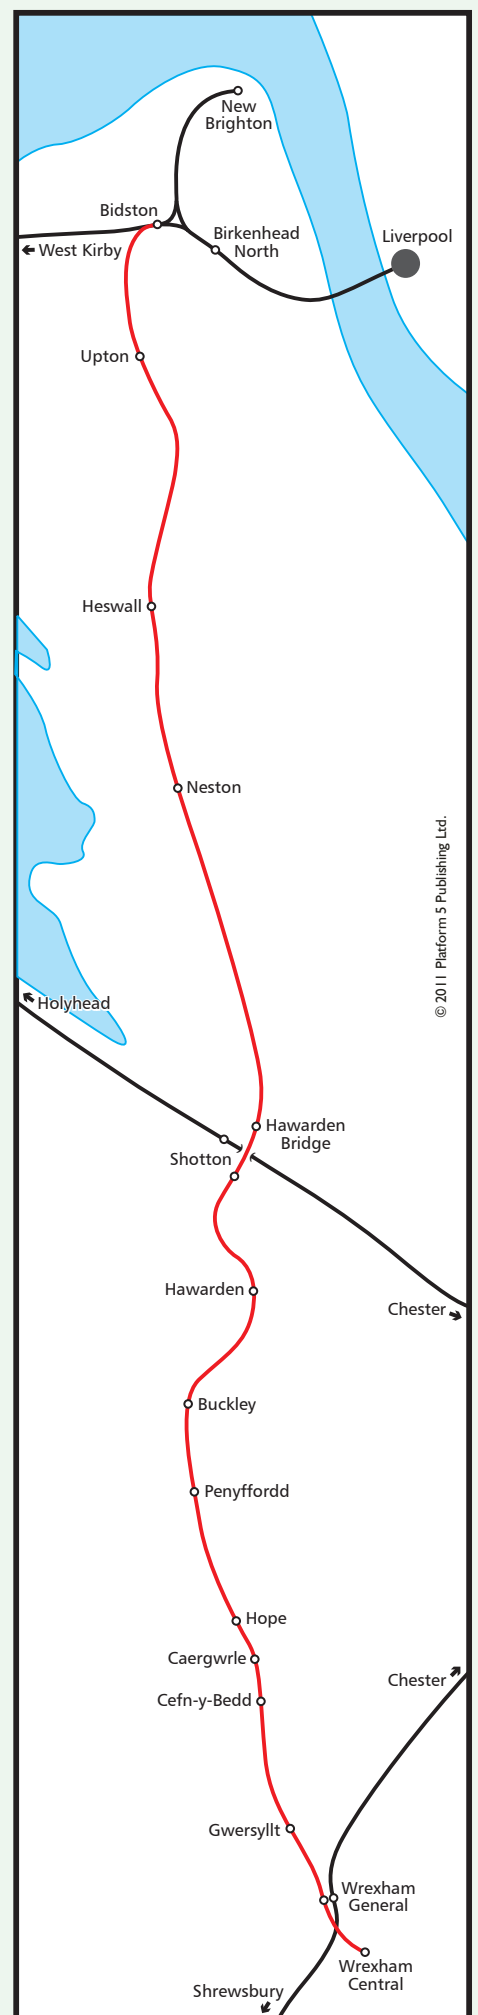 New
Brighton
Bidston
Birkenhead
North
Liverpool
West Kirby
Upton
Heswall
Neston
© 2011 Platform 5 Publishing Ltd.
Holyhead
Hawarden
Bridge
Shotton
Hawarden
Chester
Buckley
Penyffordd
Hope
Caergwrle
Chester
Cefn-y-Bedd
Gwersyllt
Wrexham
General
Wrexham
Central
Shrewsbury